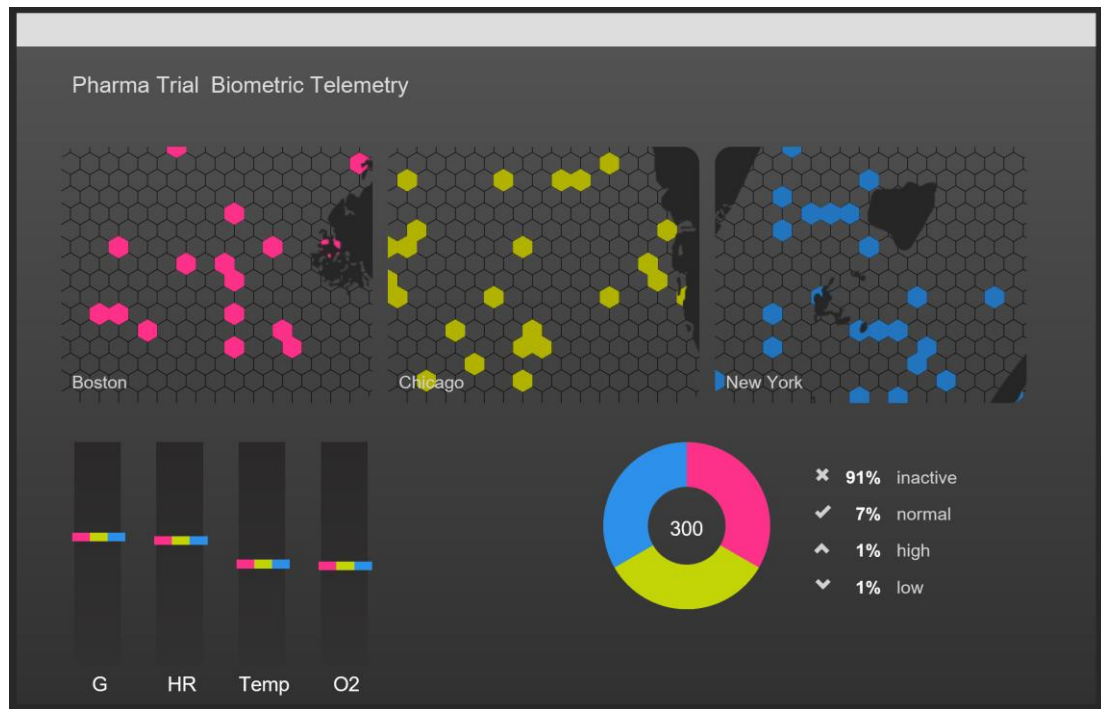 Pharma Trial Biometric Telemetry
Boston
Chicago
New York
300
91% inactive
7% normal
1% high
1% low
G HR Temp O2